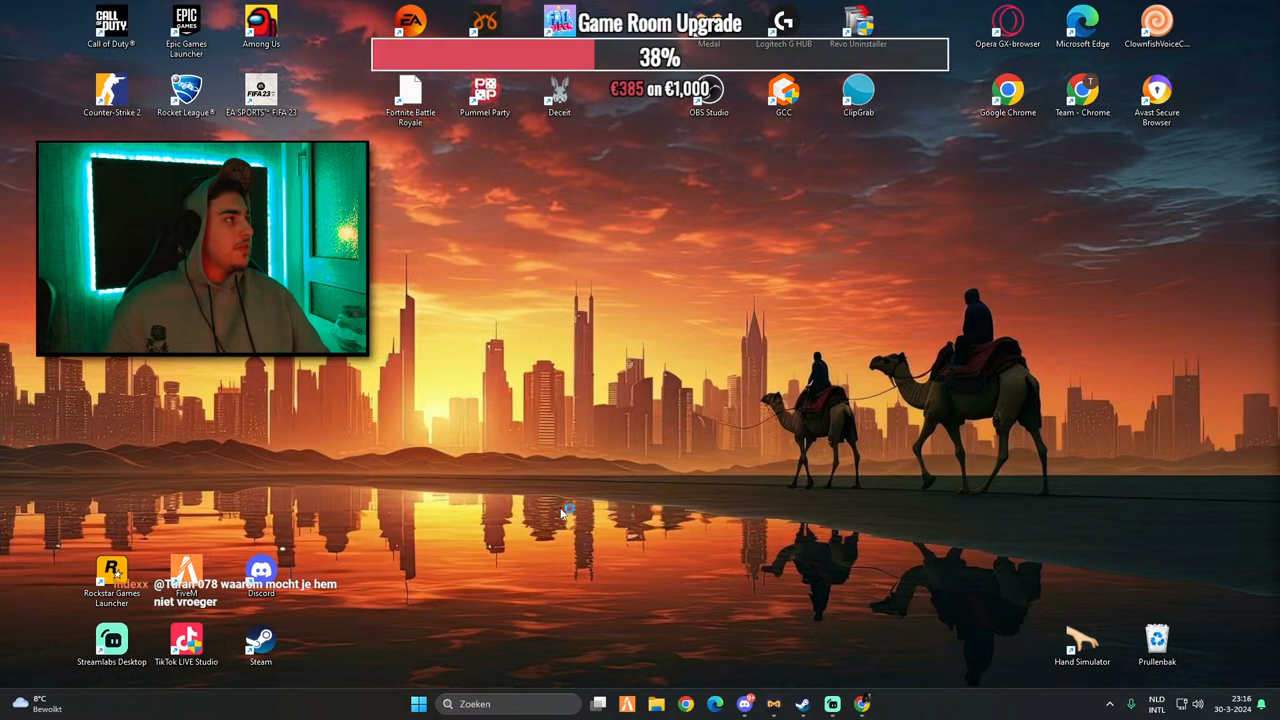 Game Room Upgrade
38%
€385 on €1,000
Call of Duty®
Epic Games Launcher
Among Us
Medal
Logitech G HUB
Revo Uninstaller
Opera GX-browser
Microsoft Edge
ClownfishVoiceC...
Counter-Strike 2
Rocket League®
EA SPORTS™ FIFA 23
Fortnite Battle Royale
Pummel Party
Deceit
OBS Studio
GCC
ClipGrab
Google Chrome
Team - Chrome
Avast Secure Browser
Rockstar Games Launcher
FiveM
Discord
indexx @Turan 078 waarom mocht je hem
niet vroeger
Streamlabs Desktop
TikTok LIVE Studio
Steam
Hand Simulator
Prullenbak
8°C
Bewolkt
Zoeken
NLD
INTL
23:16
30-3-2024